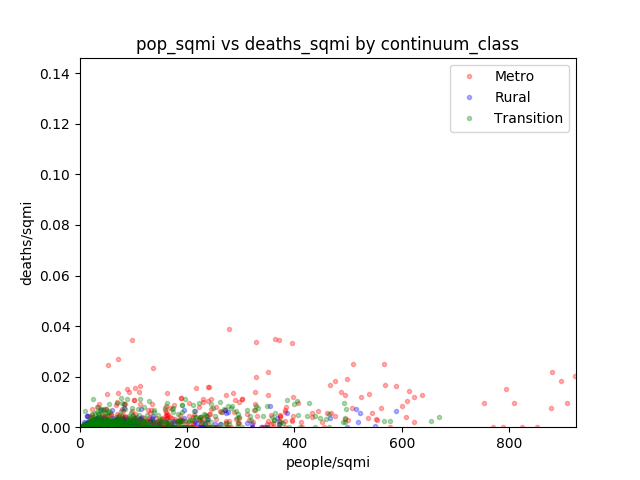 pop_sqmi vs deaths_sqmi by continuum_class
Metro
Rural
Transition
deaths/sqmi
0.14
0.12
0.10
0.08
0.06
0.04
0.02
0.00
0
200
400
600
800
people/sqmi